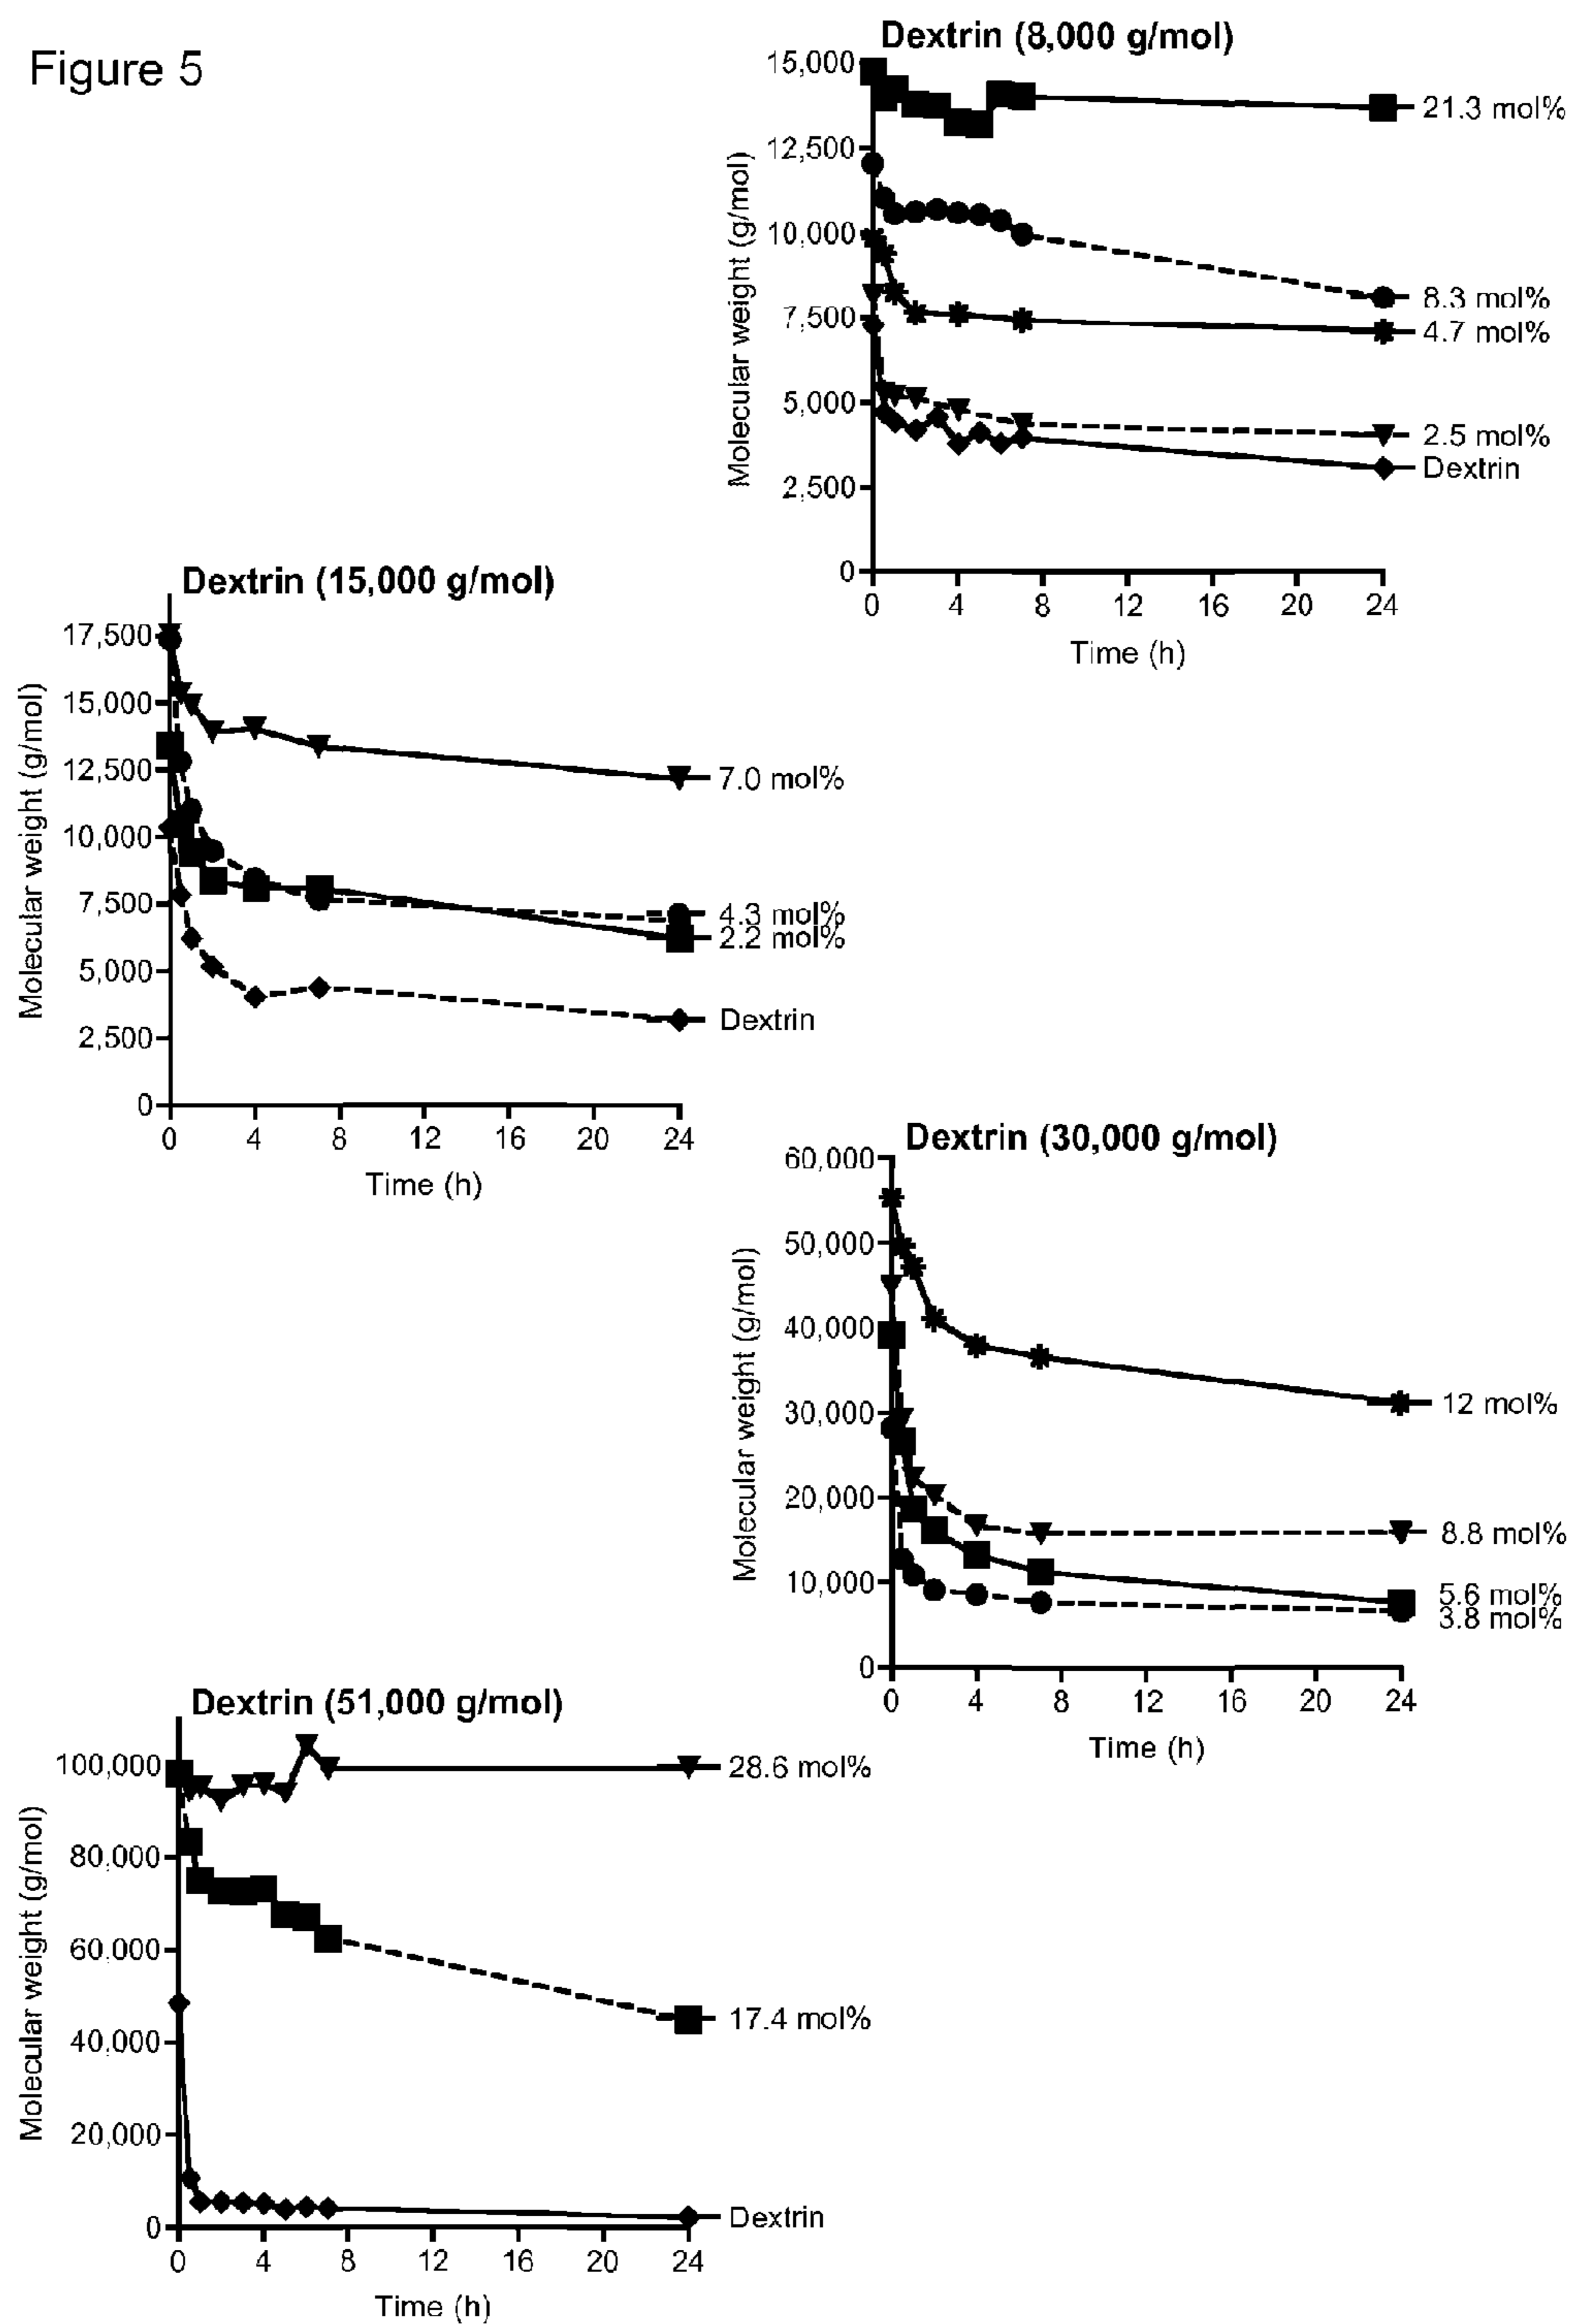 Figure 5
Dextrin (8,000 g/mol)
Molecular weight (g/mol)
15,000
12,500
10,000
7,500
5,000
2,500
0
21.3 mol%
8.3 mol%
4.7 mol%
2.5 mol%
Dextrin
0 4 8 12 16 20 24
Time (h)
Dextrin (15,000 g/mol)
Molecular weight (g/mol)
17,500
15,000
12,500
10,000
7,500
5,000
2,500
0
7.0 mol%
4.3 mol%
2.2 mol%
Dextrin
0 4 8 12 16 20 24
Time (h)
Dextrin (30,000 g/mol)
Molecular weight (g/mol)
60,000
50,000
40,000
30,000
20,000
10,000
0
12 mol%
8.8 mol%
5.6 mol%
3.8 mol%
0 4 8 12 16 20 24
Time (h)
Dextrin (51,000 g/mol)
Molecular weight (g/mol)
100,000
80,000
60,000
40,000
20,000
0
28.6 mol%
17.4 mol%
Dextrin
0 4 8 12 16 20 24
Time (h)